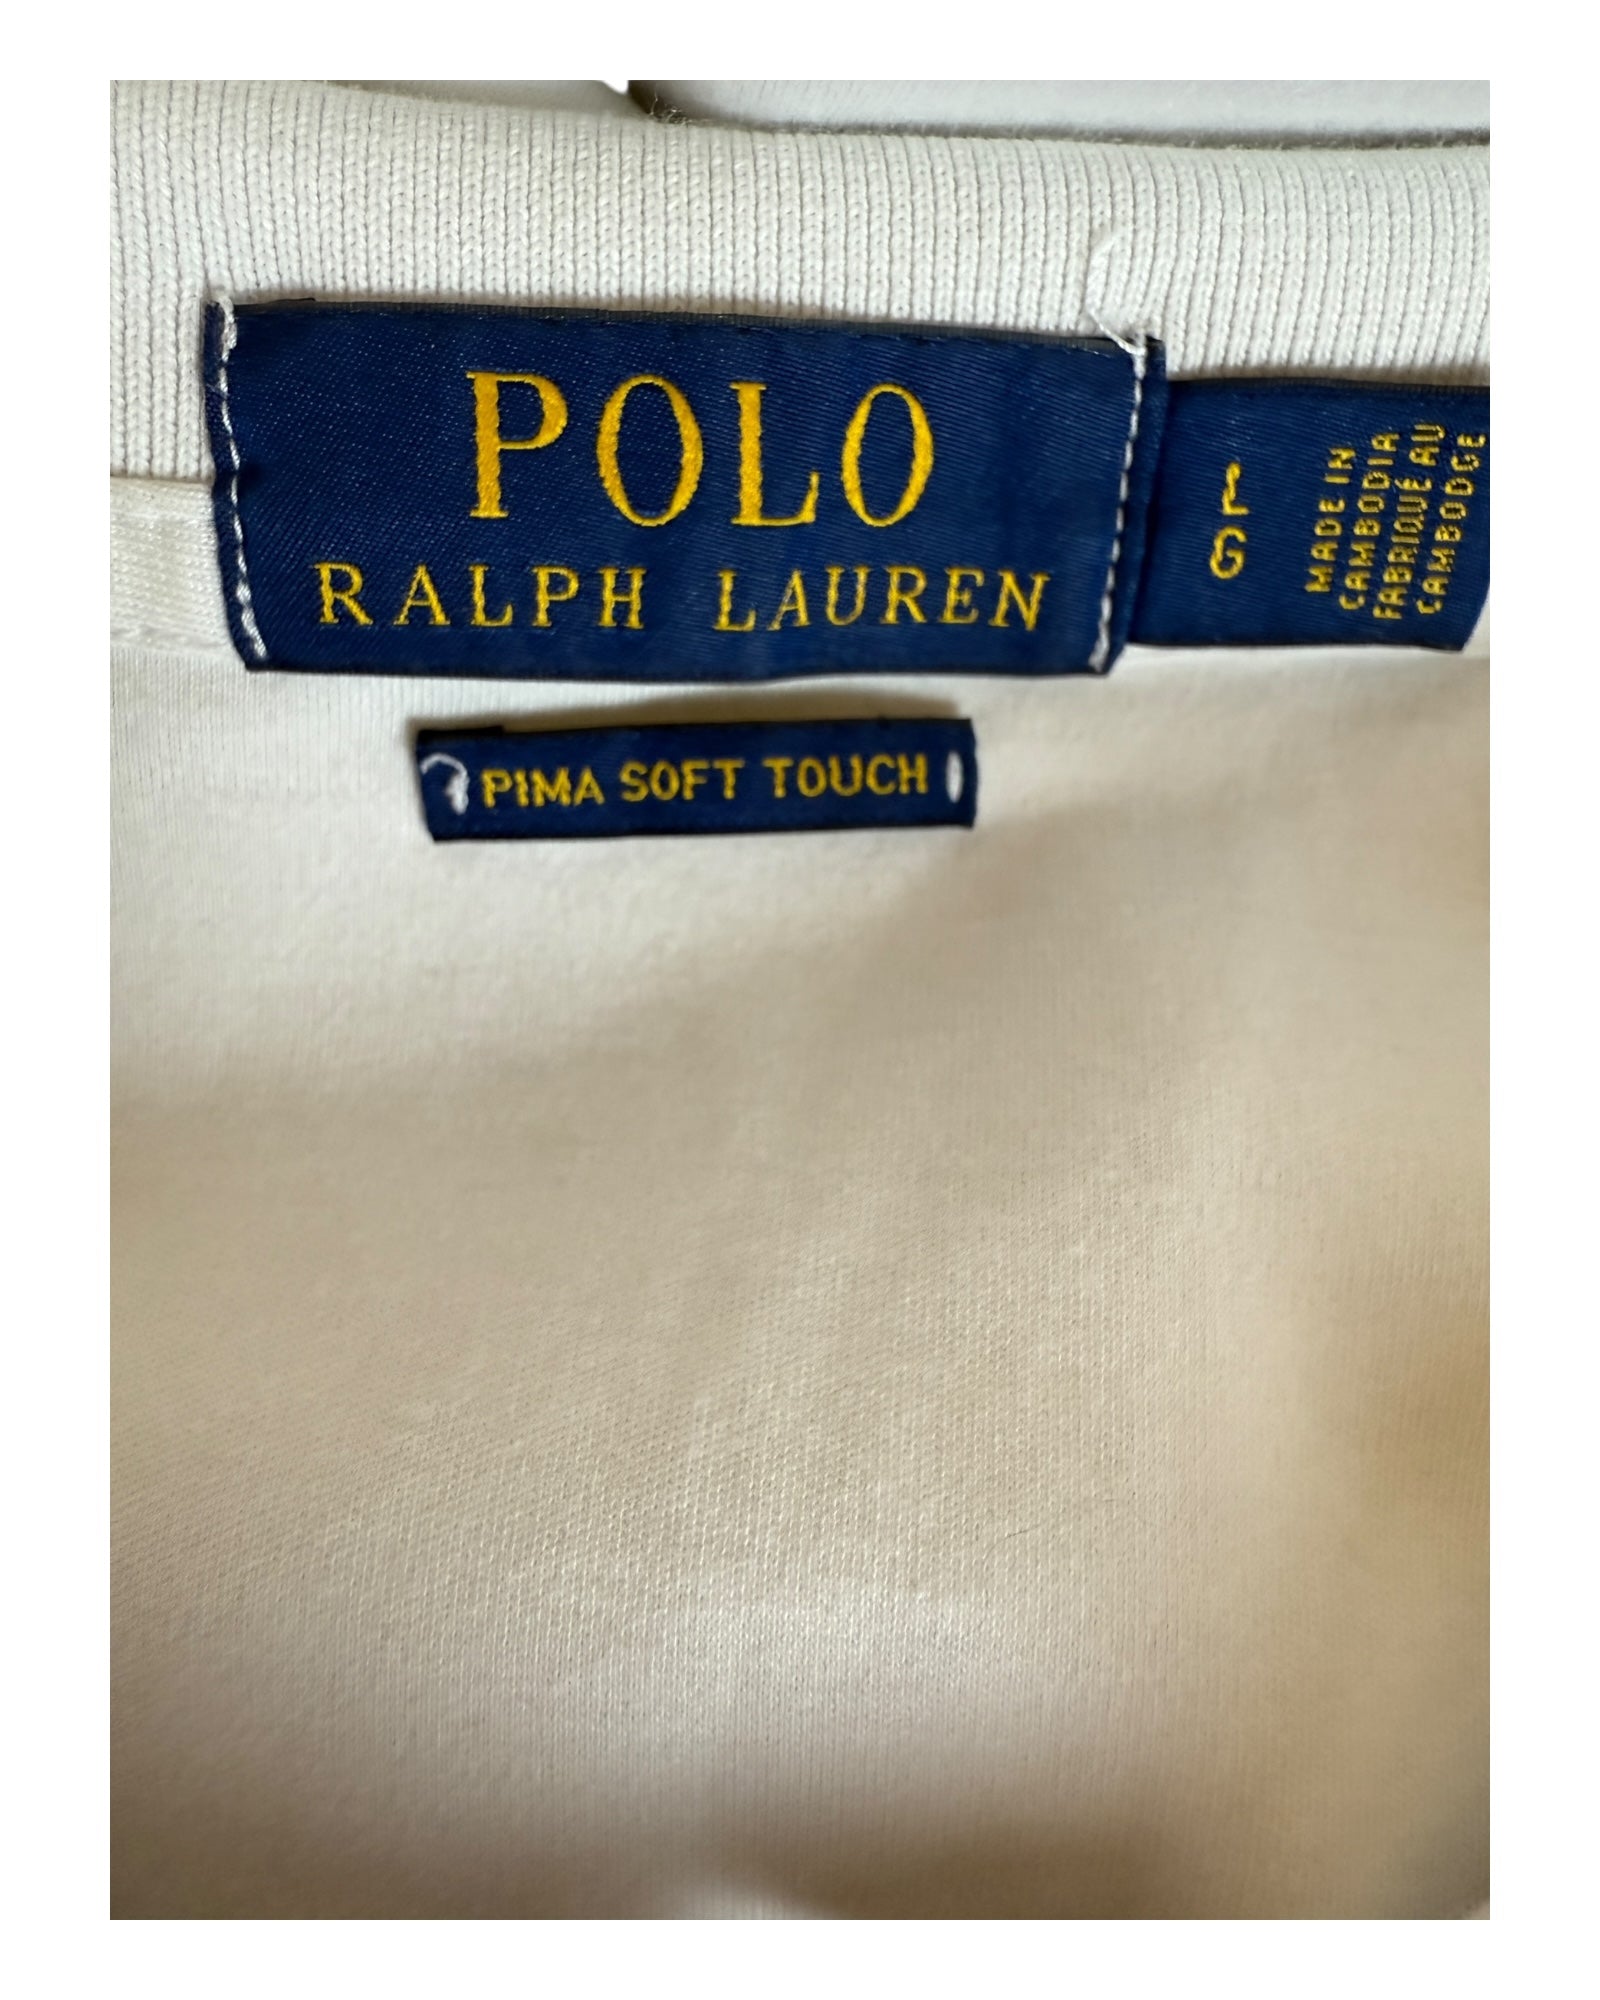 POLO
RALPH LAUREN
L
G
MADE IN
CAMBODIA
FABRIQUÉ AU
CAMBODGE
PIMA SOFT TOUCH